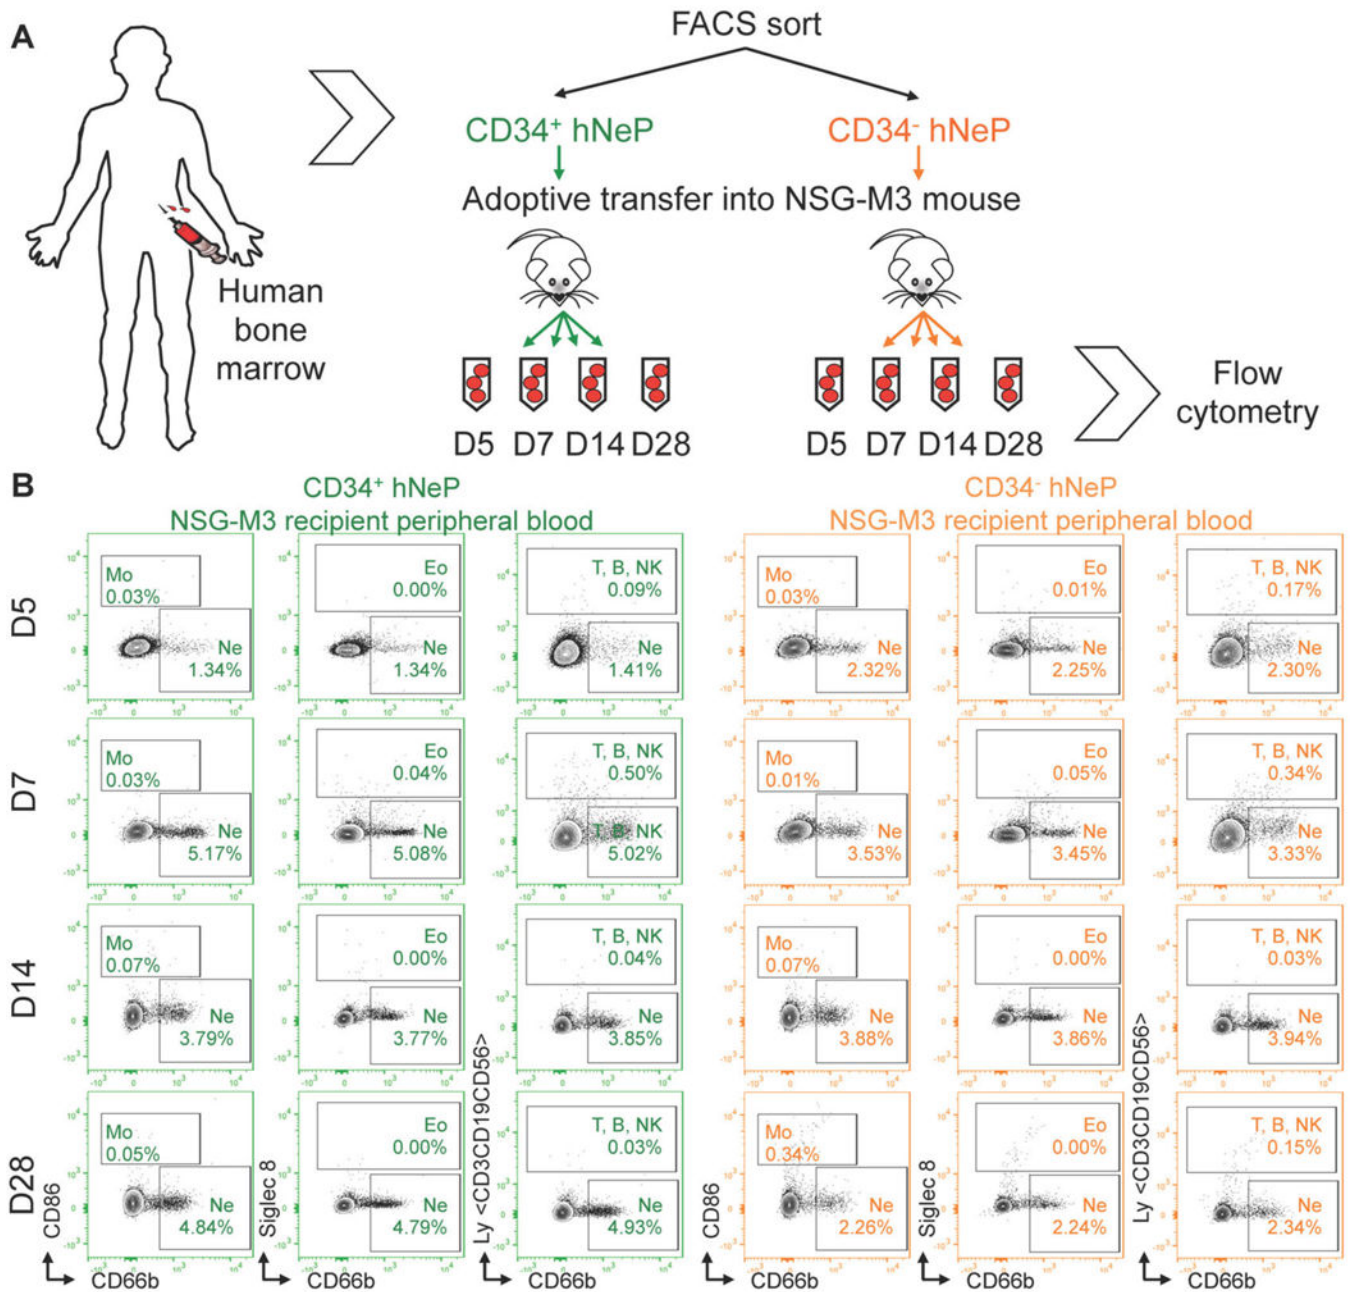 A
FACS sort
CD34+ hNeP
CD34- hNeP
Adoptive transfer into NSG-M3 mouse
Human
bone
marrow
D5 D7 D14 D28
D5 D7 D14 D28
Flow
cytometry
B
CD34+ hNeP
NSG-M3 recipient peripheral blood
CD34- hNeP
NSG-M3 recipient peripheral blood
D5
Mo
0.03%
Ne
1.34%
Eo
0.00%
Ne
1.34%
T, B, NK
0.09%
Ne
1.41%
Mo
0.03%
Ne
2.32%
Eo
0.01%
Ne
2.25%
T, B, NK
0.17%
Ne
2.30%
D7
Mo
0.03%
Ne
5.17%
Eo
0.04%
Ne
5.08%
T, B, NK
0.50%
T, B, NK
5.02%
Mo
0.01%
Ne
3.53%
Eo
0.05%
Ne
3.45%
T, B, NK
0.34%
Ne
3.33%
D14
Mo
0.07%
Ne
3.79%
Eo
0.00%
Ne
3.77%
T, B, NK
0.04%
Ne
3.85%
Mo
0.07%
Ne
3.88%
Eo
0.00%
Ne
3.86%
T, B, NK
0.03%
Ne
3.94%
D28
Mo
0.05%
Ne
4.84%
Eo
0.00%
Ne
4.79%
T, B, NK
0.03%
Ne
4.93%
Mo
0.34%
Ne
2.26%
Eo
0.00%
Ne
2.24%
T, B, NK
0.15%
Ne
2.34%
CD86
Siglec 8
Ly <CD3CD19CD56>
CD86
Siglec 8
Ly <CD3CD19CD56>
CD66b
CD66b
CD66b
CD66b
CD66b
CD66b